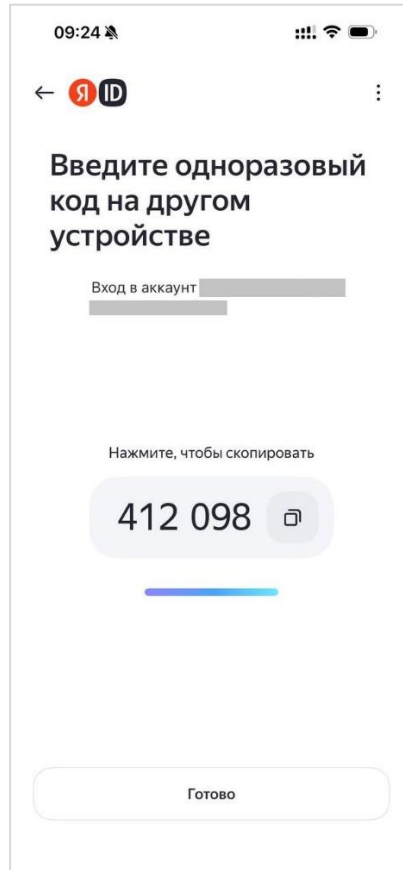 09:24
Я ID
Введите одноразовый
код на другом
устройстве
Вход в аккаунт
Нажмите, чтобы скопировать
412 098
Готово